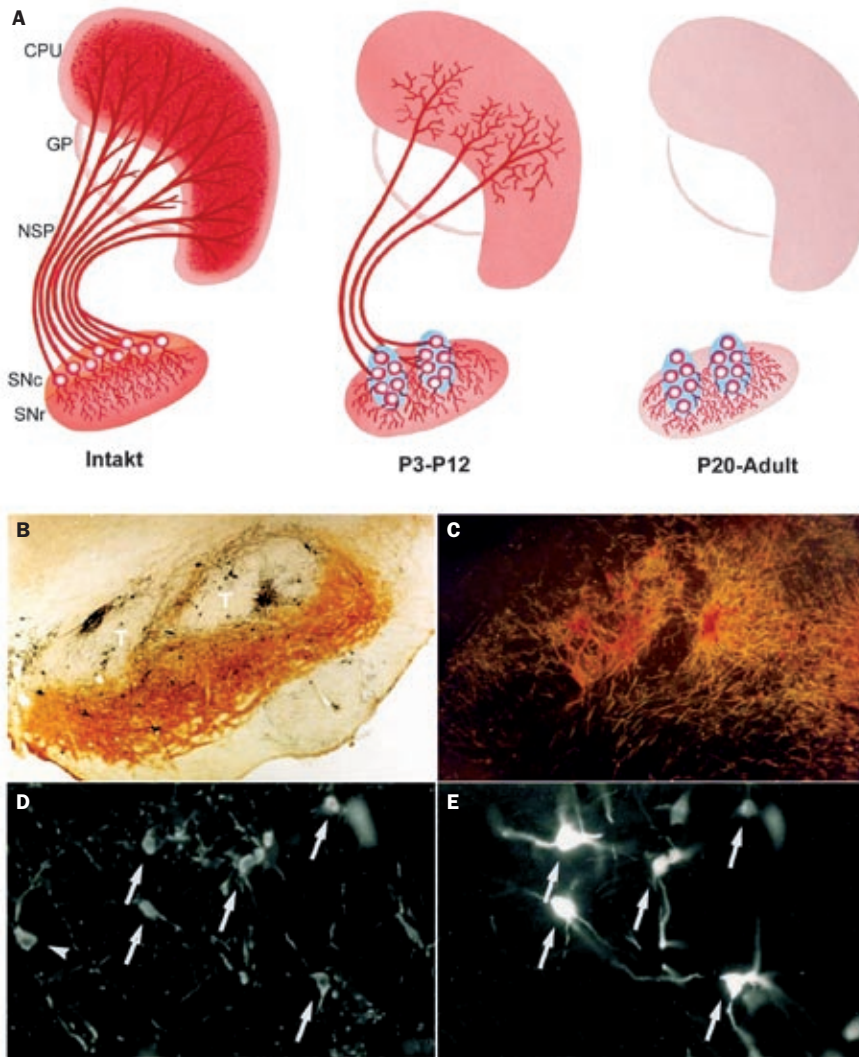 A
CPU
GP
NSP
SNc
SNr
Intakt
P3-P12
P20-Adult
B
T
T
C
D
E